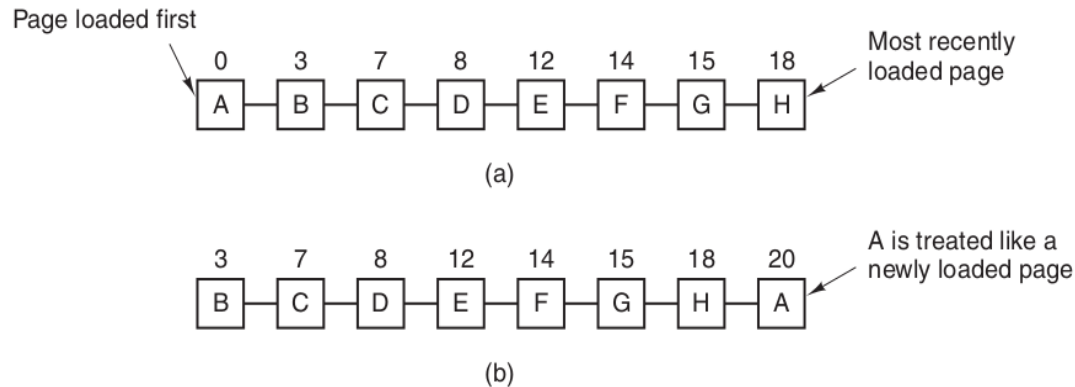 Page loaded first
Most recently
loaded page
0 3 7 8 12 14 15 18
A B C D E F G H
(a)
A is treated like a
newly loaded page
3 7 8 12 14 15 18 20
B C D E F G H A
(b)